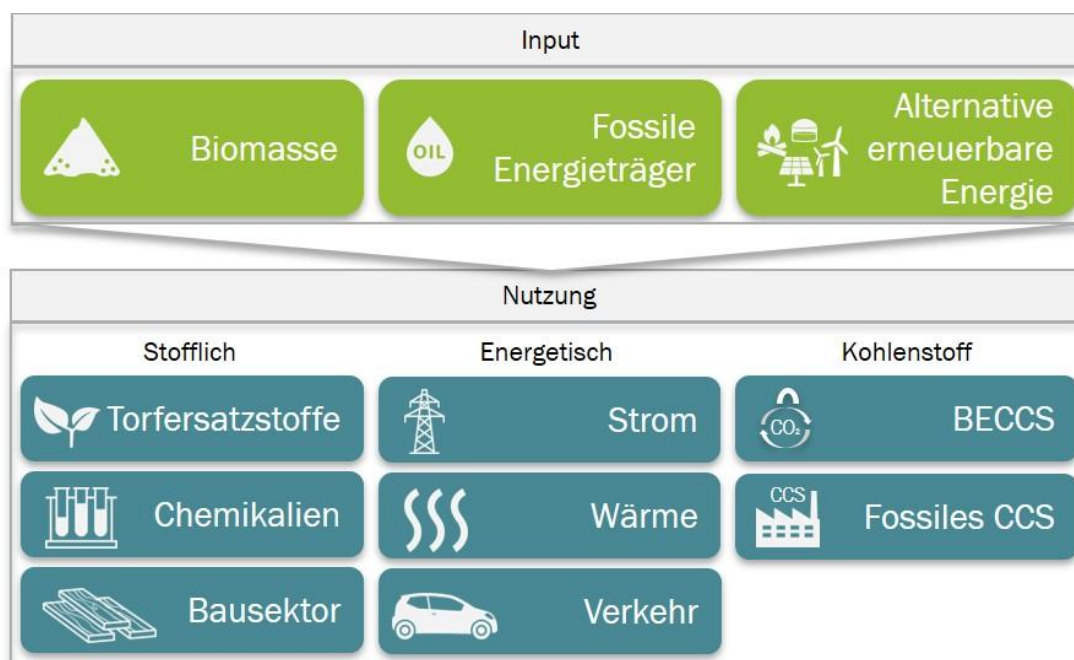 Input
Biomasse
OIL
Fossile
Energieträger
Alternative
erneuerbare
Energie
Nutzung
Stofflich
Energetisch
Kohlenstoff
Torfersatzstoffe
Strom
CO₂
BECCS
Chemikalien
Wärme
CCS
Fossiles CCS
Bausektor
Verkehr